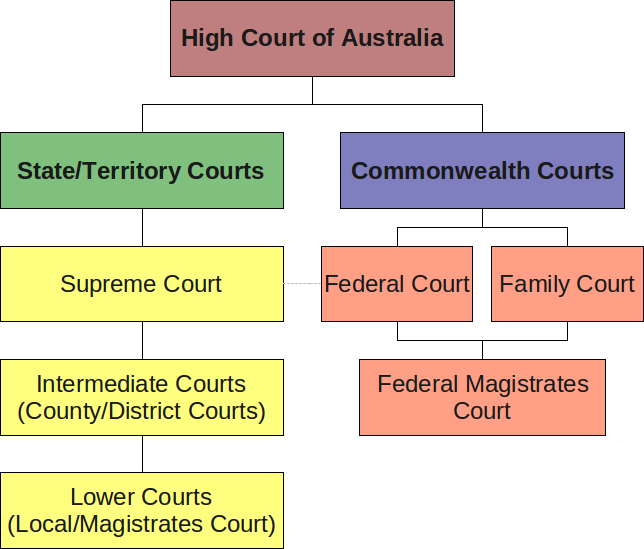 High Court of Australia
State/Territory Courts
Commonwealth Courts
Supreme Court
Federal Court
Family Court
Intermediate Courts
(County/District Courts)
Federal Magistrates
Court
Lower Courts
(Local/Magistrates Court)